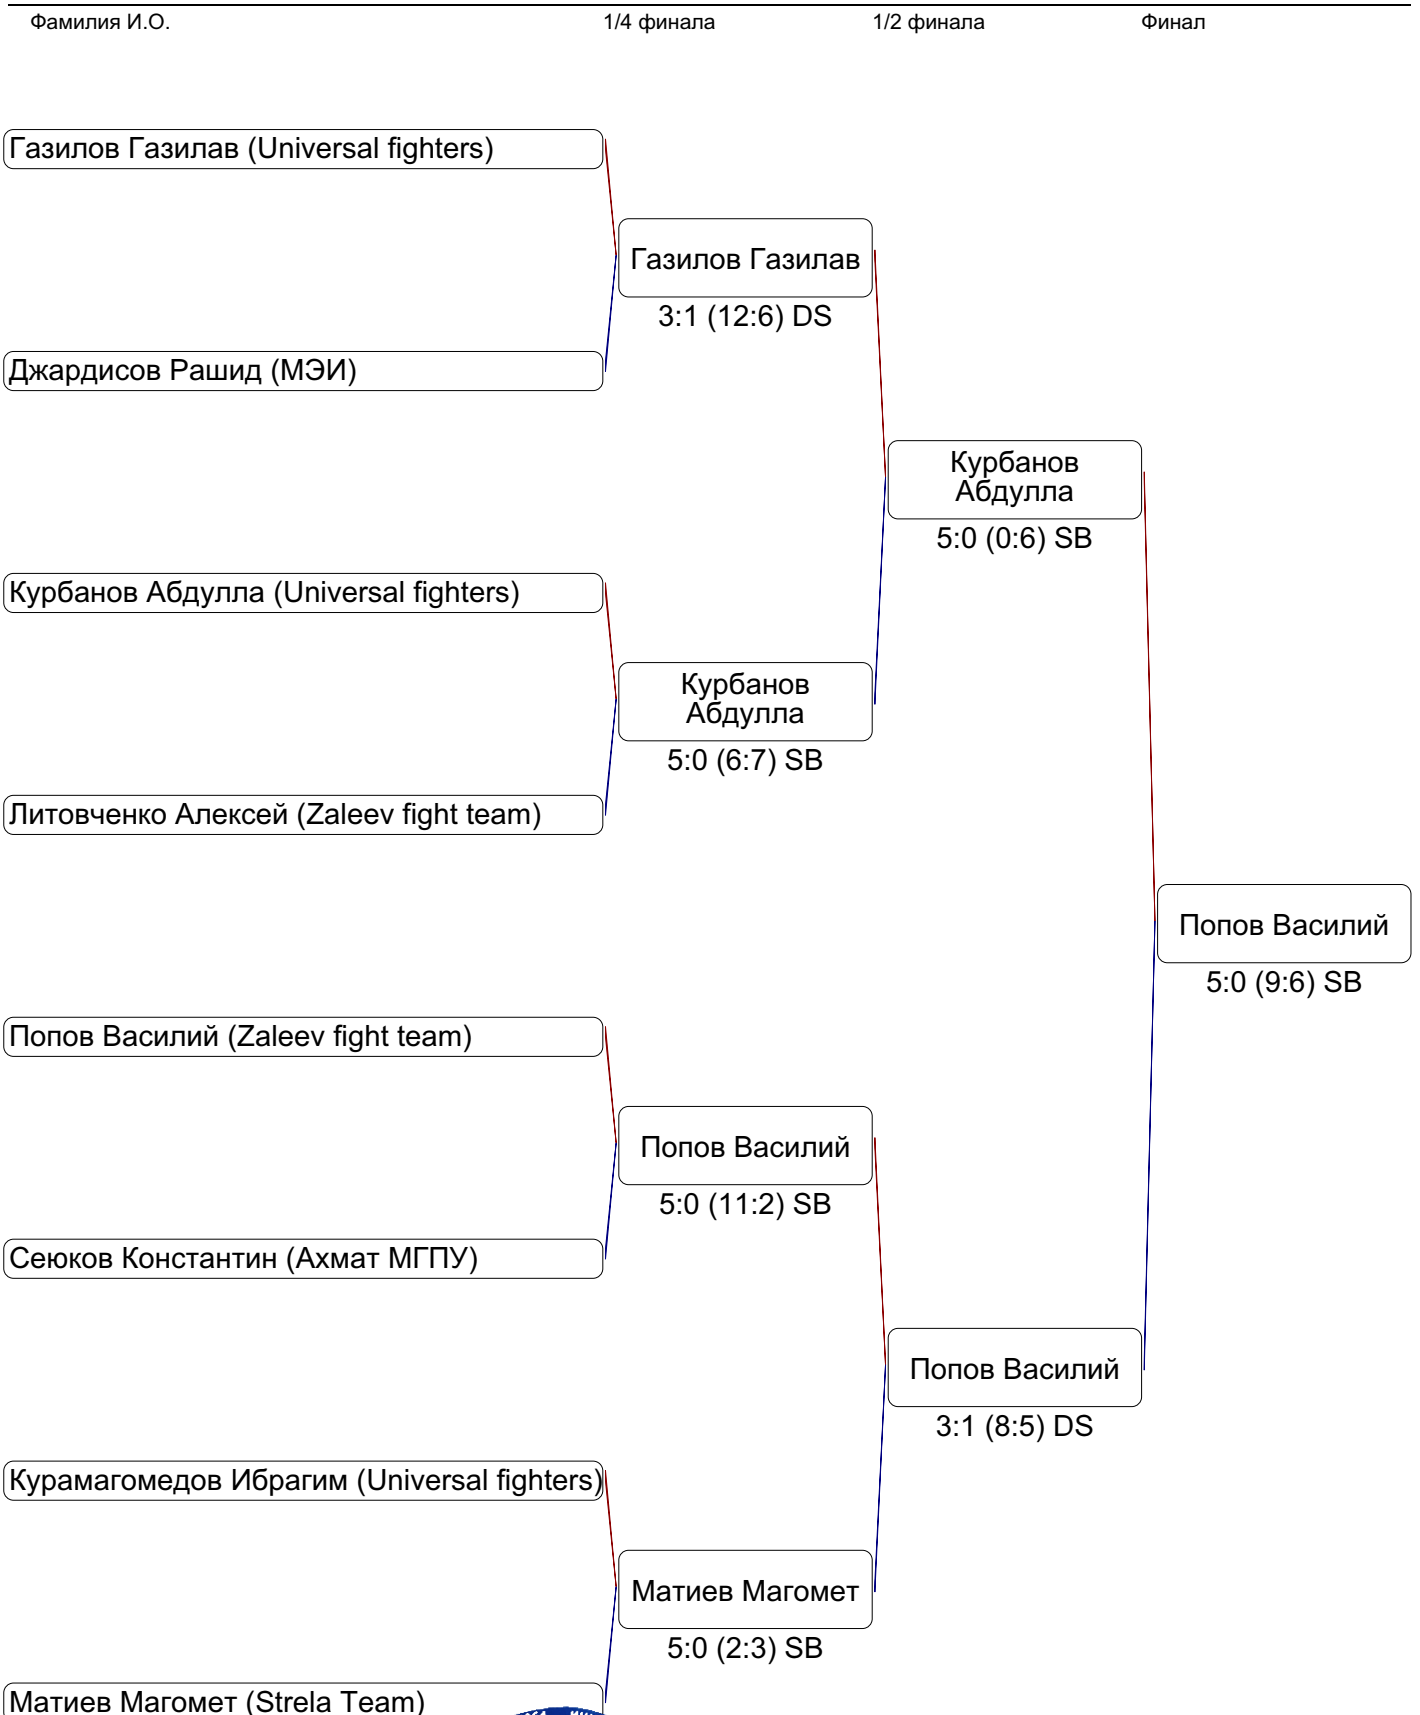 Фамилия И.О. 1/4 финала 1/2 финала Финал
Газилов Газилав (Universal fighters)
Газилов Газилав
3:1 (12:6) DS
Джардисов Рашид (МЭИ)
Курбанов
Абдулла
5:0 (0:6) SB
Курбанов Абдулла (Universal fighters)
Курбанов
Абдулла
5:0 (6:7) SB
Литовченко Алексей (Zaleev fight team)
Попов Василий
5:0 (9:6) SB
Попов Василий (Zaleev fight team)
Попов Василий
5:0 (11:2) SB
Сеюков Константин (Ахмат МГПУ)
Попов Василий
3:1 (8:5) DS
Курамагомедов Ибрагим (Universal fighters)
Матиев Магомет
5:0 (2:3) SB
Матиев Магомет (Strela Team)